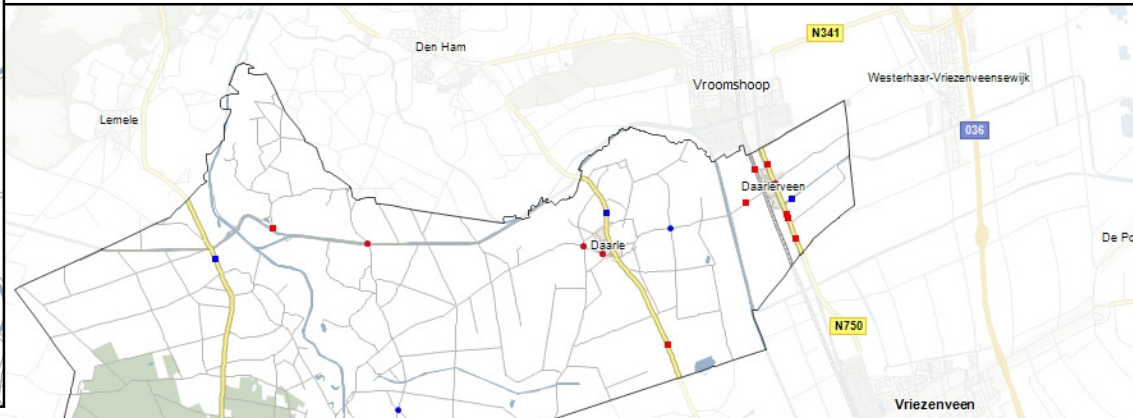 N341
Den Ham
Westerhaar-Vriezenveensewijk
Vroomshoop
Lemele
036
Daarlerveen
De Po
Daarle
N750
Vriezenveen